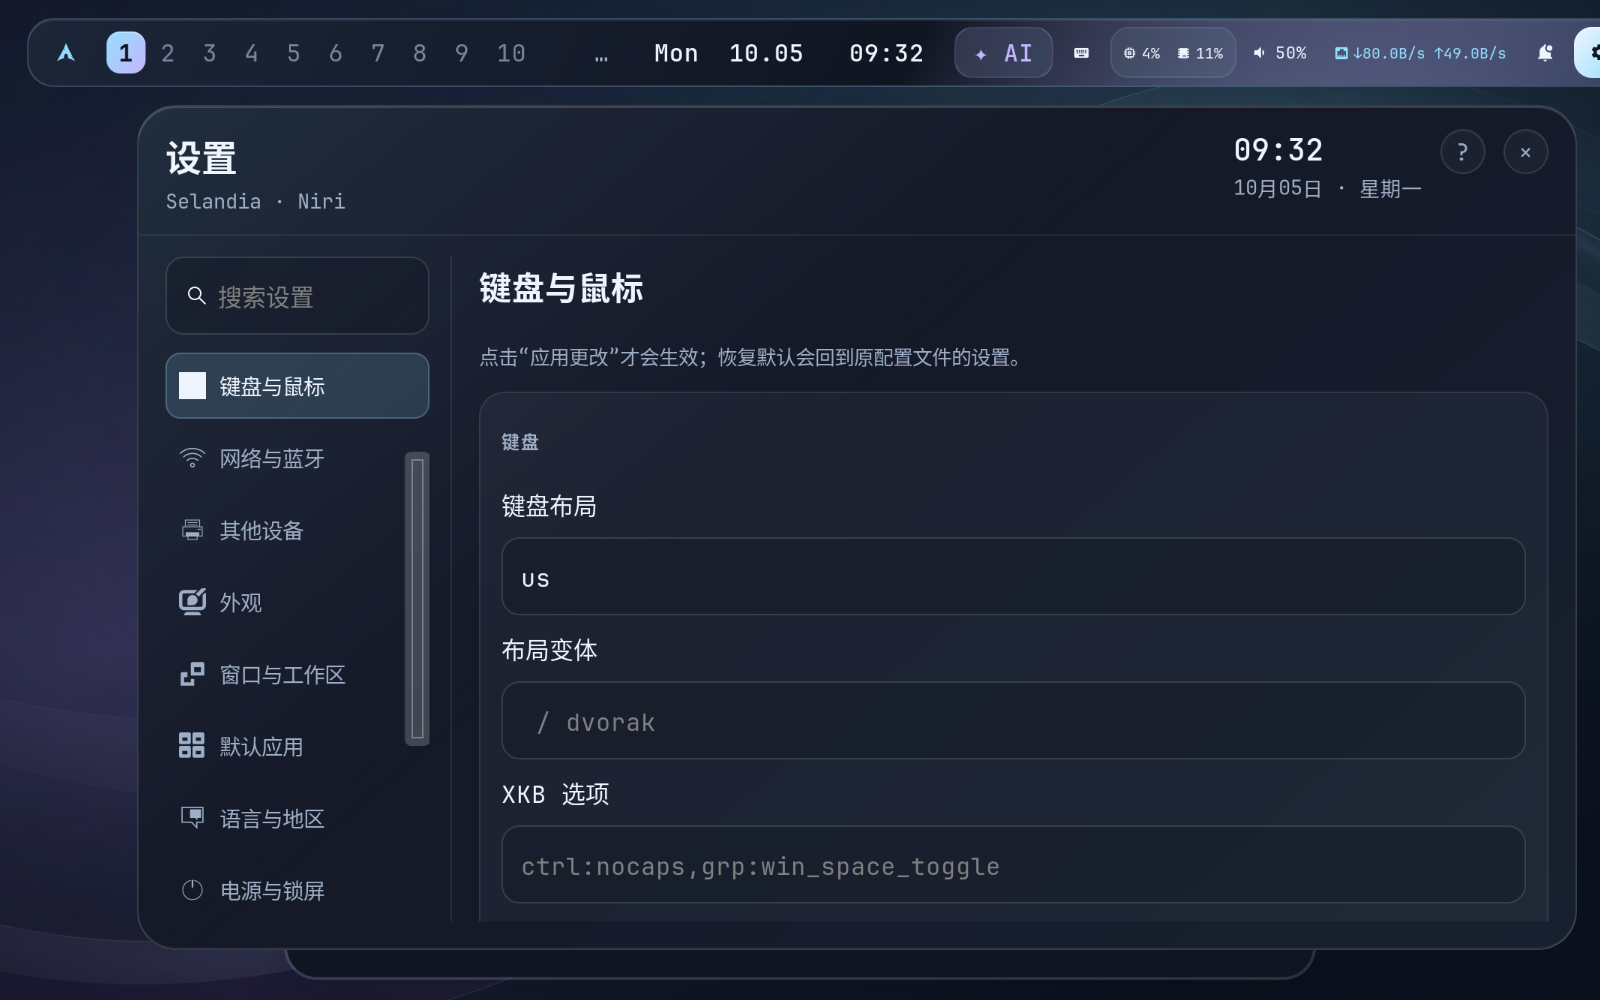 1 2 3 4 5 6 7 8 9 10 … Mon 10.05 09:32 ✦ AI 4% 11% 50% ↓80.0B/s ↑49.0B/s
设置
Selandia · Niri
09:32
10月05日 · 星期一
?
×
搜索设置
键盘与鼠标
网络与蓝牙
其他设备
外观
窗口与工作区
默认应用
语言与地区
电源与锁屏
键盘与鼠标
点击“应用更改”才会生效；恢复默认会回到原配置文件的设置。
键盘
键盘布局
us
布局变体
/ dvorak
XKB 选项
ctrl:nocaps,grp:win_space_toggle